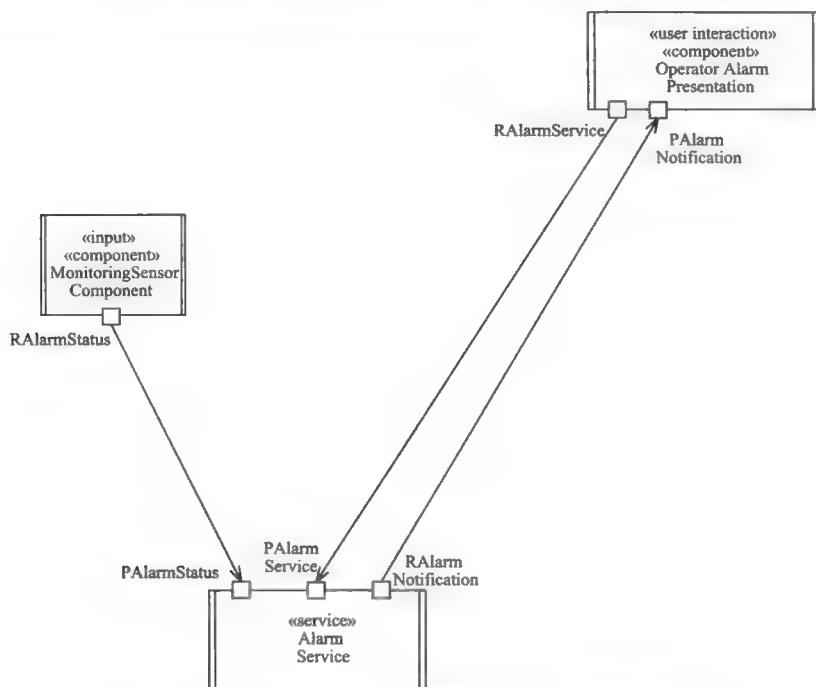 «user interaction»
«component»
Operator Alarm
Presentation
RAlarmService
PAlarm
Notification
«input»
«component»
MonitoringSensor
Component
RAlarmStatus
PAlarmStatus
PAlarm
Service
RAlarm
Notification
«service»
Alarm
Service